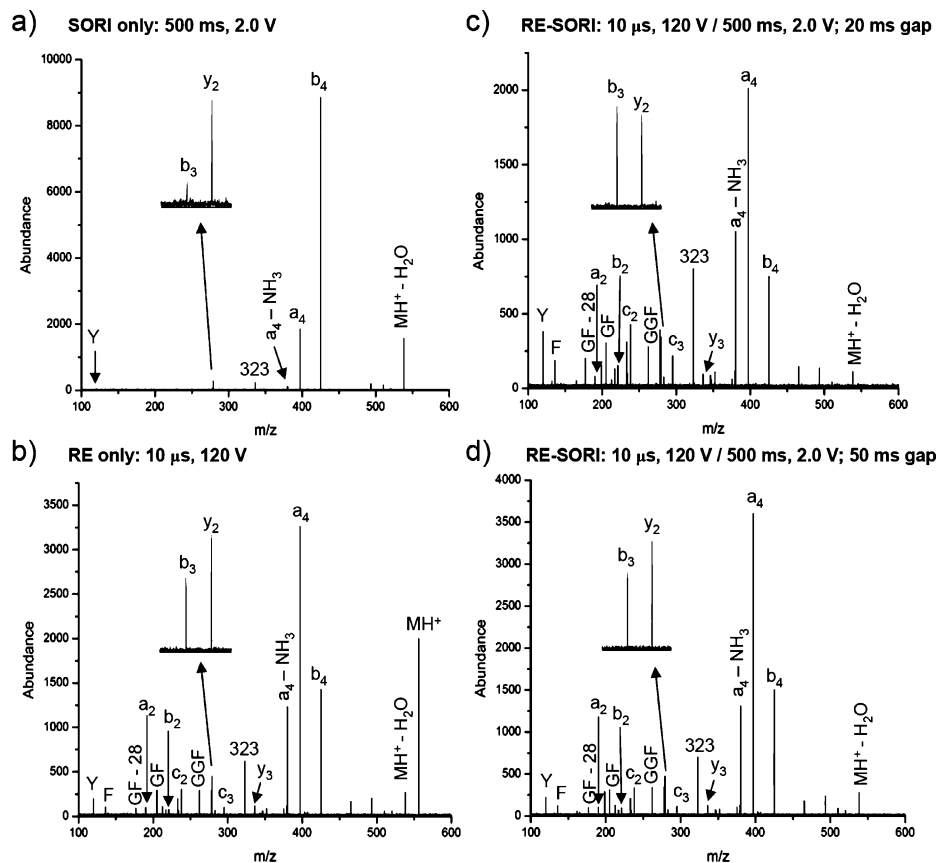 a) SORI only: 500 ms, 2.0 V
10000
8000
6000
4000
2000
0
Abundance
100 200 300 400 500 600
m/z
Y
b3
y2
323
a4 – NH3
a4
b4
MH+ - H2O
b) RE only: 10 µs, 120 V
3500
3000
2500
2000
1500
1000
500
0
Abundance
100 200 300 400 500 600
m/z
Y
F
GF - 28
a2
GF
b2
c2
GGF
b3
y2
c3
323
y3
a4 – NH3
a4
b4
MH+ - H2O
MH+
c) RE-SORI: 10 µs, 120 V / 500 ms, 2.0 V; 20 ms gap
2000
1500
1000
500
0
Abundance
100 200 300 400 500 600
m/z
Y
F
GF - 28
a2
GF
b2
c2
GGF
b3
y2
c3
323
y3
a4 – NH3
a4
b4
MH+ - H2O
d) RE-SORI: 10 µs, 120 V / 500 ms, 2.0 V; 50 ms gap
4000
3500
3000
2500
2000
1500
1000
500
0
Abundance
100 200 300 400 500 600
m/z
Y
F
GF - 28
a2
GF
b2
c2
GGF
b3
y2
c3
323
y3
a4 – NH3
a4
b4
MH+ - H2O